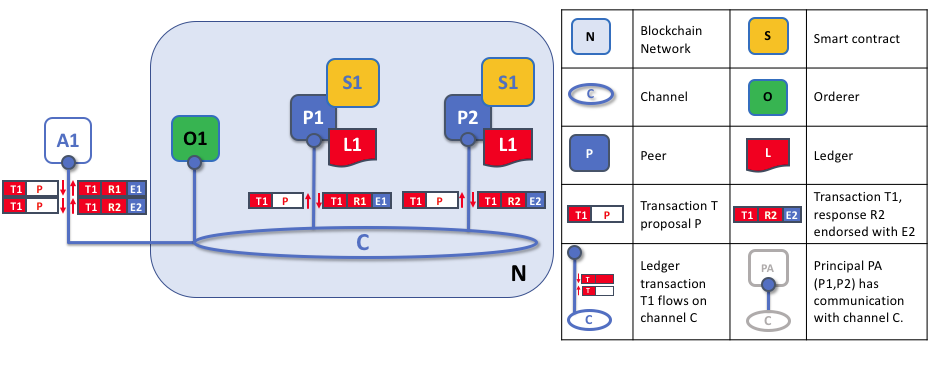 S1
S1
P1
P2
A1
O1
L1
L1
T1 P
T1 R1 E1
T1 P
T1 R2 E2
T1 P
T1 R1 E1
T1 P
T1 R2 E2
C
N
N
Blockchain
Network
S
Smart contract
C
Channel
O
Orderer
P
Peer
L
Ledger
T1 P
Transaction T
proposal P
T1 R2 E2
Transaction T1,
response R2
endorsed with E2
T
T
C
Ledger
transaction
T1 flows on
channel C
PA
C
Principal PA
(P1,P2) has
communication
with channel C.